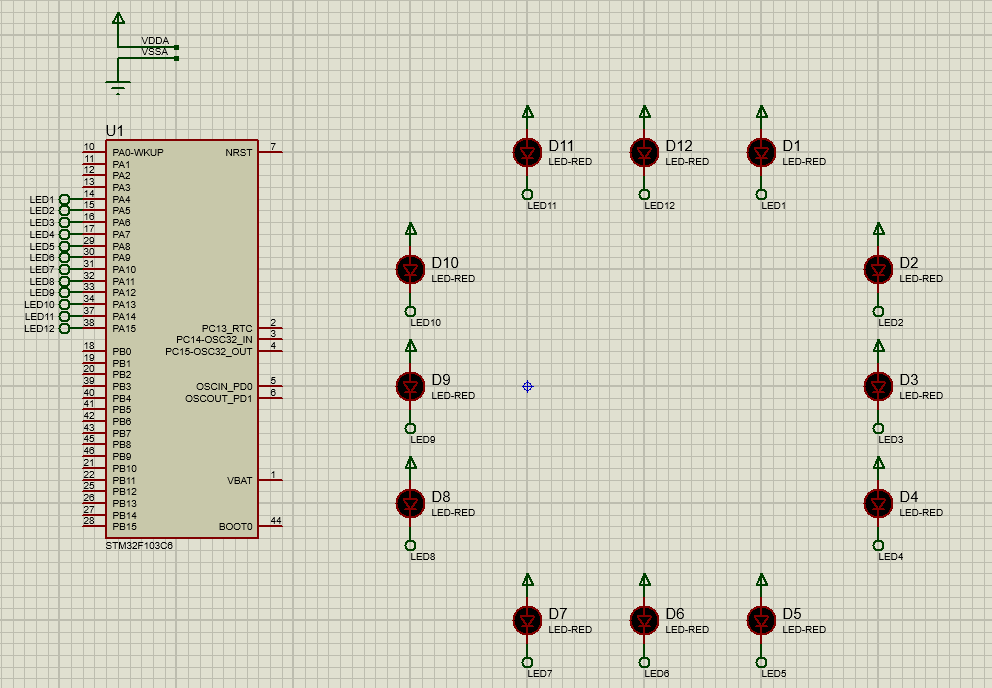 VDDA
VSSA
U1
10 PA0-WKUP NRST 7
11 PA1
12 PA2
13 PA3
LED1 14 PA4
LED2 15 PA5
LED3 16 PA6
LED4 17 PA7
LED5 29 PA8
LED6 30 PA9
LED7 31 PA10
LED8 32 PA11
LED9 33 PA12
LED10 34 PA13
LED11 37 PA14
LED12 38 PA15 PC13_RTC 2
PC14-OSC32_IN 3
18 PB0 PC15-OSC32_OUT 4
19 PB1
20 PB2
39 PB3 OSCIN_PD0 5
40 PB4 OSCOUT_PD1 6
41 PB5
42 PB6
43 PB7
45 PB8
46 PB9
21 PB10
22 PB11 VBAT 1
25 PB12
26 PB13
27 PB14
28 PB15 BOOT0 44
STM32F103C6
D11
LED-RED
LED11
D12
LED-RED
LED12
D1
LED-RED
LED1
D10
LED-RED
LED10
D2
LED-RED
LED2
D9
LED-RED
LED9
D3
LED-RED
LED3
D8
LED-RED
LED8
D4
LED-RED
LED4
D7
LED-RED
LED7
D6
LED-RED
LED6
D5
LED-RED
LED5